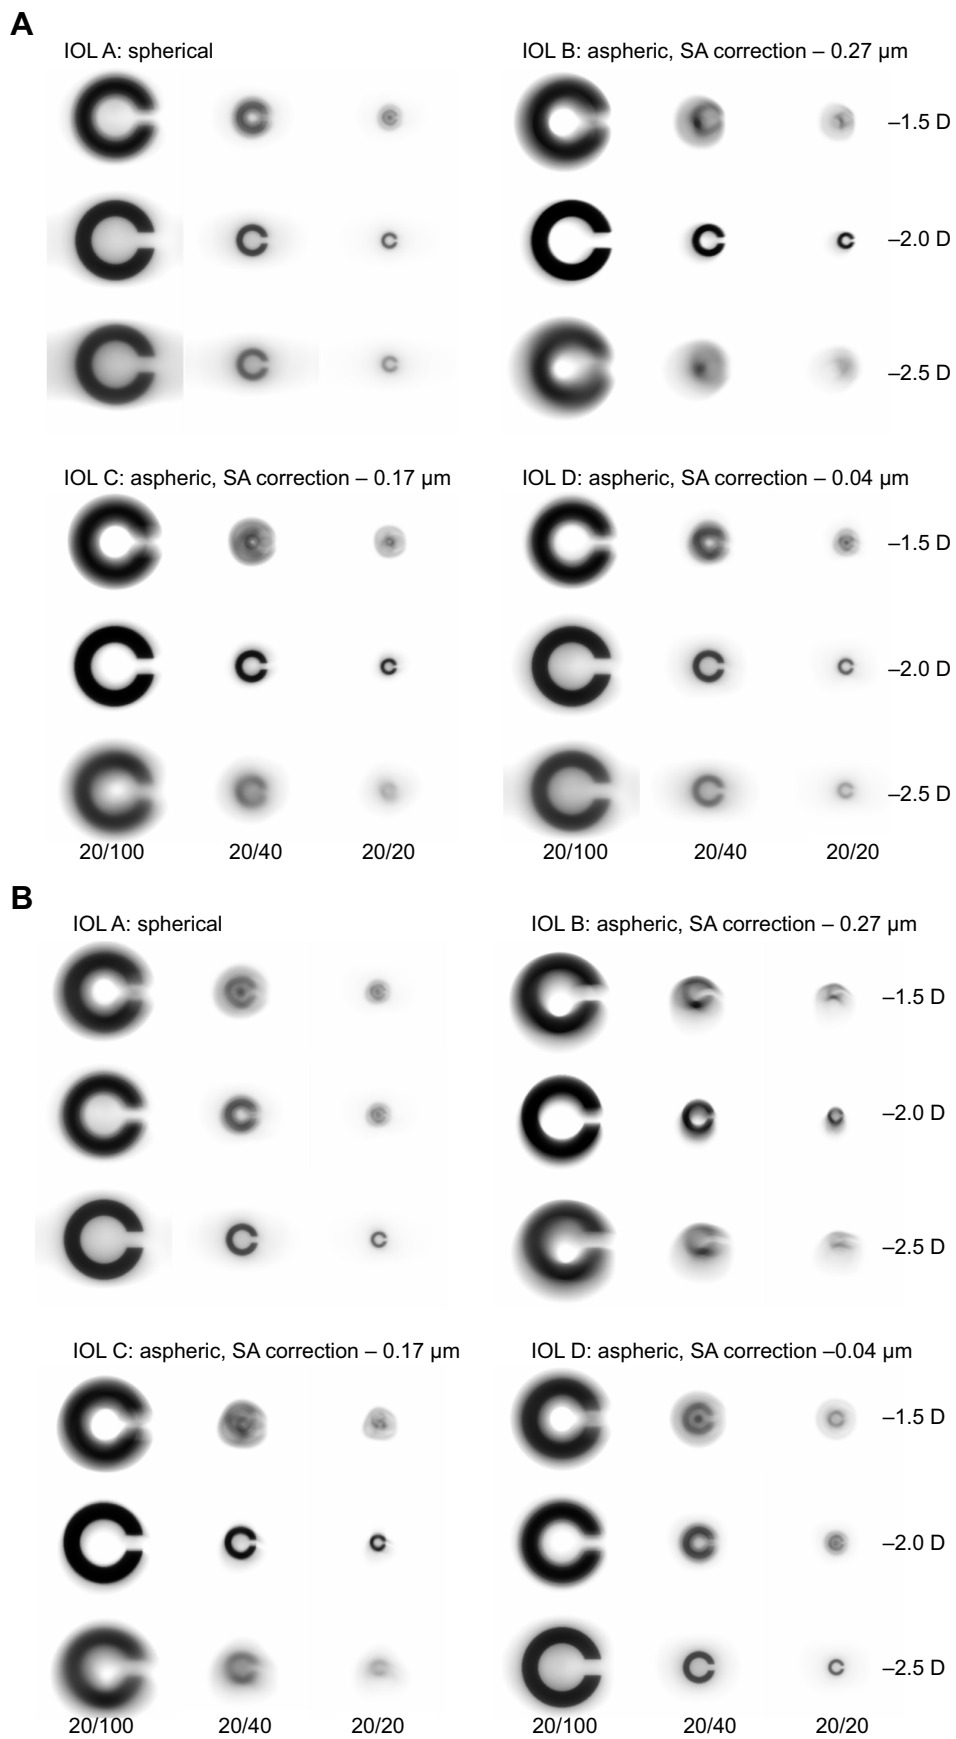 A
IOL A: spherical
IOL B: aspheric, SA correction – 0.27 µm
–1.5 D
–2.0 D
–2.5 D
IOL C: aspheric, SA correction – 0.17 µm
IOL D: aspheric, SA correction – 0.04 µm
–1.5 D
–2.0 D
–2.5 D
20/100 20/40 20/20 20/100 20/40 20/20
B
IOL A: spherical
IOL B: aspheric, SA correction – 0.27 µm
–1.5 D
–2.0 D
–2.5 D
IOL C: aspheric, SA correction – 0.17 µm
IOL D: aspheric, SA correction –0.04 µm
–1.5 D
–2.0 D
–2.5 D
20/100 20/40 20/20 20/100 20/40 20/20